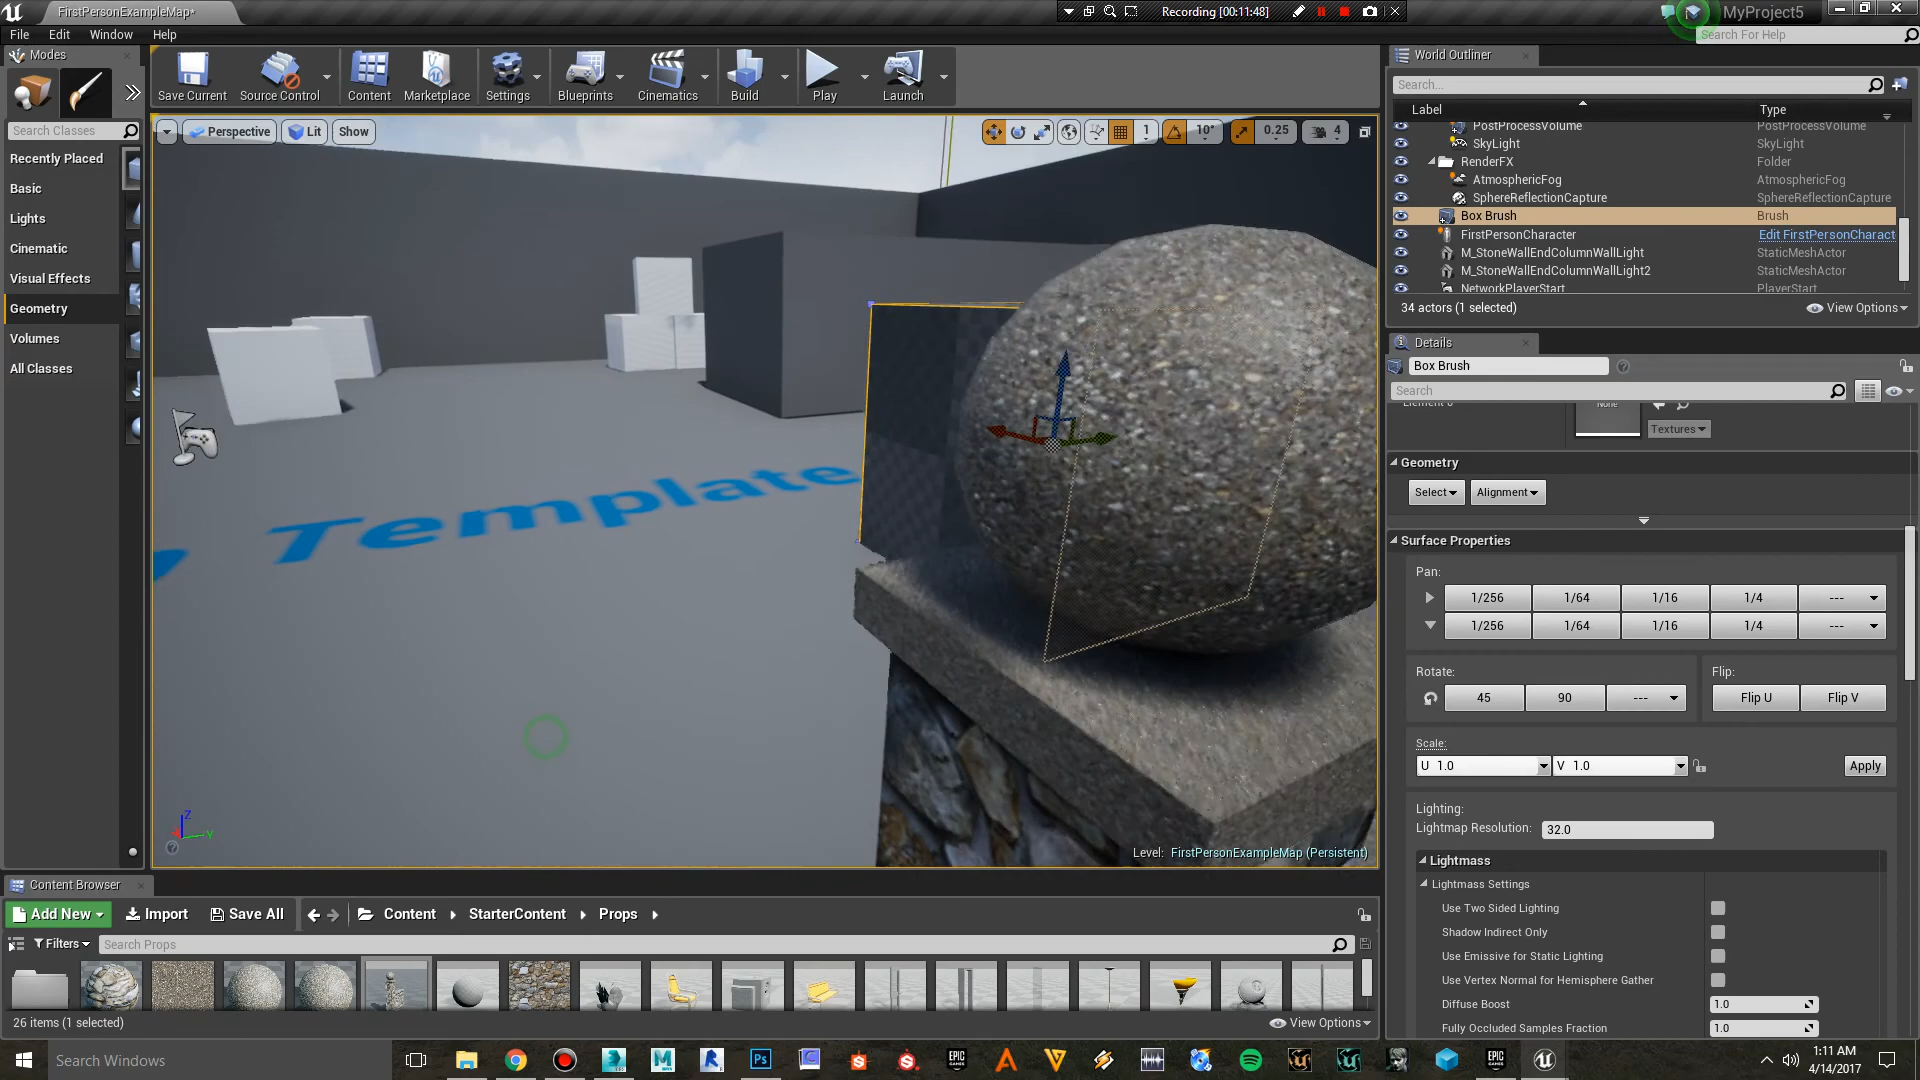 FirstPersonExampleMap*
Recording [00:11:48]
MyProject5
File Edit Window Help
Search For Help
Modes
World Outliner
Save Current Source Control Content Marketplace Settings Blueprints Cinematics Build Play Launch
Search...
Label Type
Search Classes
Perspective Lit Show
1 10° 0.25 4
PostProcessVolume PostProcessVolume
SkyLight SkyLight
RenderFX Folder
AtmosphericFog AtmosphericFog
SphereReflectionCapture SphereReflectionCapture
Box Brush Brush
FirstPersonCharacter Edit FirstPersonCharact
M_StoneWallEndColumnWallLight StaticMeshActor
M_StoneWallEndColumnWallLight2 StaticMeshActor
NetworkPlayerStart PlayerStart
34 actors (1 selected) View Options
Recently Placed
Basic
Lights
Cinematic
Visual Effects
Geometry
Volumes
All Classes
Template
Z
Y
Level: FirstPersonExampleMap (Persistent)
Details
Box Brush
Search
Element 0 None
Textures
Geometry
Select Alignment
Surface Properties
Pan:
1/256 1/64 1/16 1/4 ---
1/256 1/64 1/16 1/4 ---
Rotate: Flip:
45 90 --- Flip U Flip V
Scale:
U 1.0 V 1.0 Apply
Lighting:
Lightmap Resolution: 32.0
Lightmass
Lightmass Settings
Use Two Sided Lighting
Shadow Indirect Only
Use Emissive for Static Lighting
Use Vertex Normal for Hemisphere Gather
Diffuse Boost 1.0
Fully Occluded Samples Fraction 1.0
Content Browser
Add New Import Save All Content StarterContent Props
Filters Search Props
26 items (1 selected) View Options
Search Windows
Ps
EPIC GAMES
EPIC GAMES
1:11 AM
4/14/2017